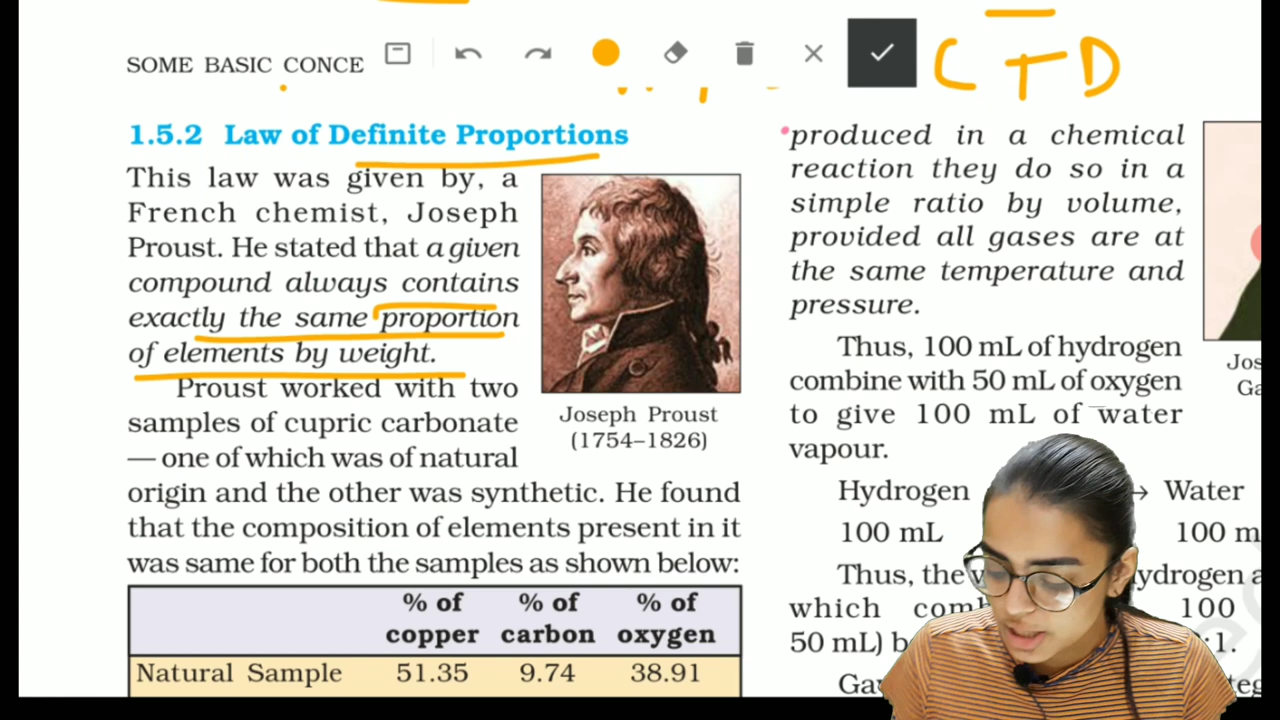 SOME BASIC CONCE
C T D
1.5.2 Law of Definite Proportions
This law was given by, a
French chemist, Joseph
Proust. He stated that a given
compound always contains
exactly the same proportion
of elements by weight.
Proust worked with two
samples of cupric carbonate
— one of which was of natural
origin and the other was synthetic. He found
that the composition of elements present in it
was same for both the samples as shown below:
% of % of % of
copper carbon oxygen
Natural Sample 51.35 9.74 38.91
Joseph Proust
(1754–1826)
produced in a chemical
reaction they do so in a
simple ratio by volume,
provided all gases are at
the same temperature and
pressure.
Thus, 100 mL of hydrogen
combine with 50 mL of oxygen
to give 100 mL of water
vapour.
Hydrogen → Water
100 mL 100 m
Thus, the
which 100
50 mL) :1.